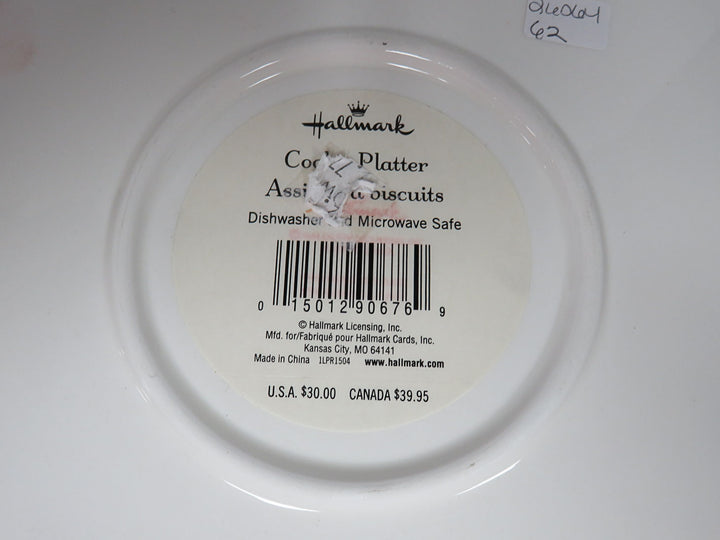 62
Hallmark
Platter
biscuits
Dishwasher Microwave Safe
0 15012 90676 9
© Hallmark Licensing, Inc.
Mfd. for/Fabriqué pour Hallmark Cards, Inc.
Kansas City, MO 64141
Made in China 1LPR1504 www.hallmark.com
U.S.A. $30.00 CANADA $39.95